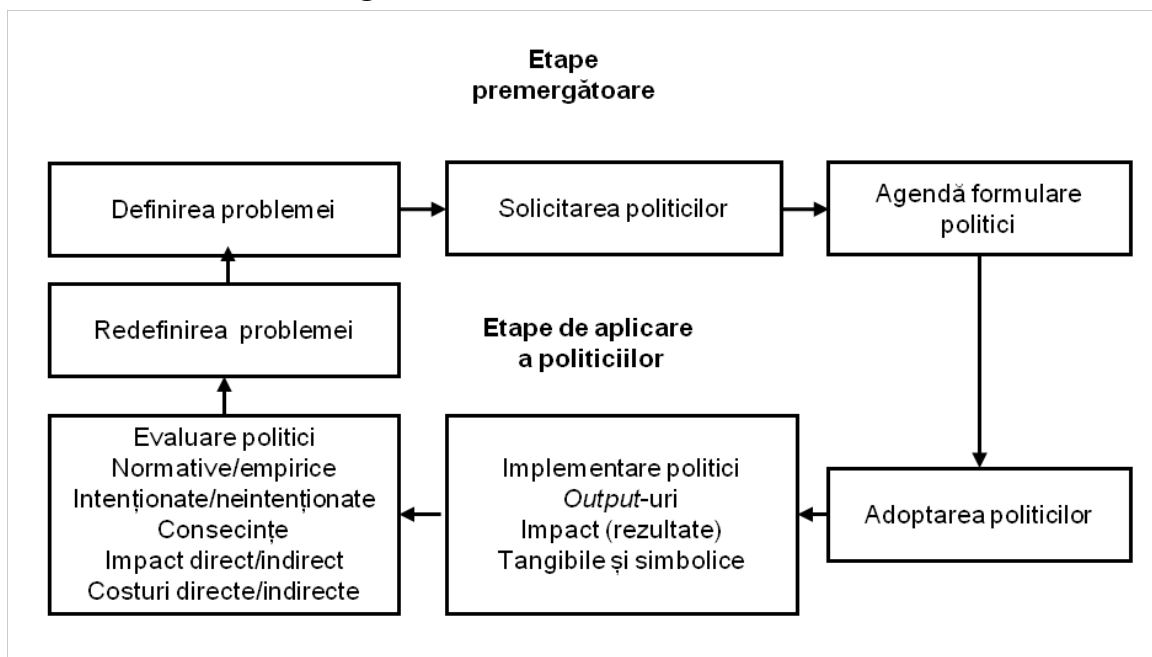 Etape
premergătoare
Definirea problemei
Solicitarea politicilor
Agendă formulare
politici
Redefinirea problemei
Etape de aplicare
a politiciilor
Evaluare politici
Normative/empirice
Intenționate/neintenționate
Consecințe
Impact direct/indirect
Costuri directe/indirecte
Implementare politici
Output-uri
Impact (rezultate)
Tangibile și simbolice
Adoptarea politicilor